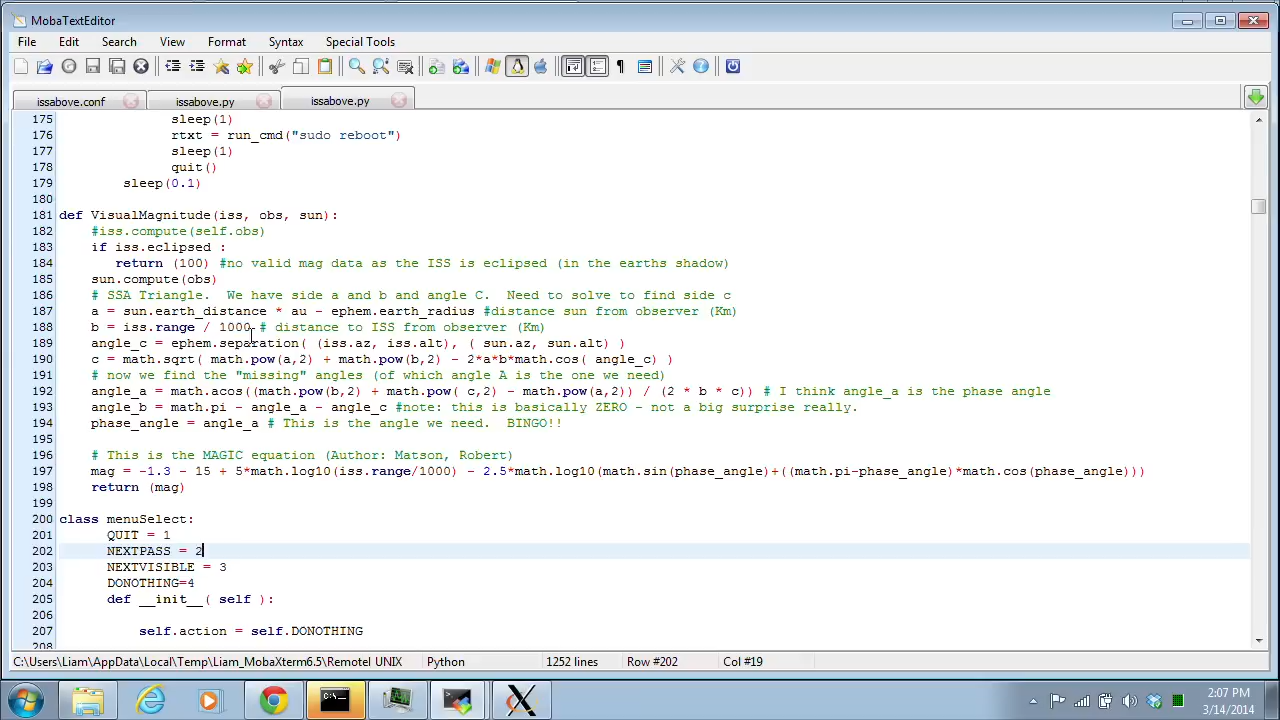 MobaTextEditor
File Edit Search View Format Syntax Special Tools
issabove.conf issabove.py issabove.py
175 sleep(1)
176 rtxt = run_cmd("sudo reboot")
177 sleep(1)
178 quit()
179 sleep(0.1)
180
181 def VisualMagnitude(iss, obs, sun):
182 #iss.compute(self.obs)
183 if iss.eclipsed :
184 return (100) #no valid mag data as the ISS is eclipsed (in the earths shadow)
185 sun.compute(obs)
186 # SSA Triangle.  We have side a and b and angle C.  Need to solve to find side c
187 a = sun.earth_distance * au - ephem.earth_radius #distance sun from observer (Km)
188 b = iss.range / 1000 # distance to ISS from observer (Km)
189 angle_c = ephem.separation( (iss.az, iss.alt), ( sun.az, sun.alt) )
190 c = math.sqrt( math.pow(a,2) + math.pow(b,2) - 2*a*b*math.cos( angle_c) )
191 # now we find the "missing" angles (of which angle A is the one we need)
192 angle_a = math.acos((math.pow(b,2) + math.pow( c,2) - math.pow(a,2)) / (2 * b * c)) # I think angle_a is the phase angle
193 angle_b = math.pi - angle_a - angle_c #note: this is basically ZERO - not a big surprise really.
194 phase_angle = angle_a # This is the angle we need.  BINGO!!
195
196 # This is the MAGIC equation (Author: Matson, Robert)
197 mag = -1.3 - 15 + 5*math.log10(iss.range/1000) - 2.5*math.log10(math.sin(phase_angle)+((math.pi-phase_angle)*math.cos(phase_angle)))
198 return (mag)
199
200 class menuSelect:
201 QUIT = 1
202 NEXTPASS = 2
203 NEXTVISIBLE = 3
204 DONOTHING=4
205 def __init__( self ):
206
207 self.action = self.DONOTHING
208
C:\Users\Liam\AppData\Local\Temp\Liam_MobaXterm6.5\RemoteI UNIX Python 1252 lines Row #202 Col #19
2:07 PM
3/14/2014